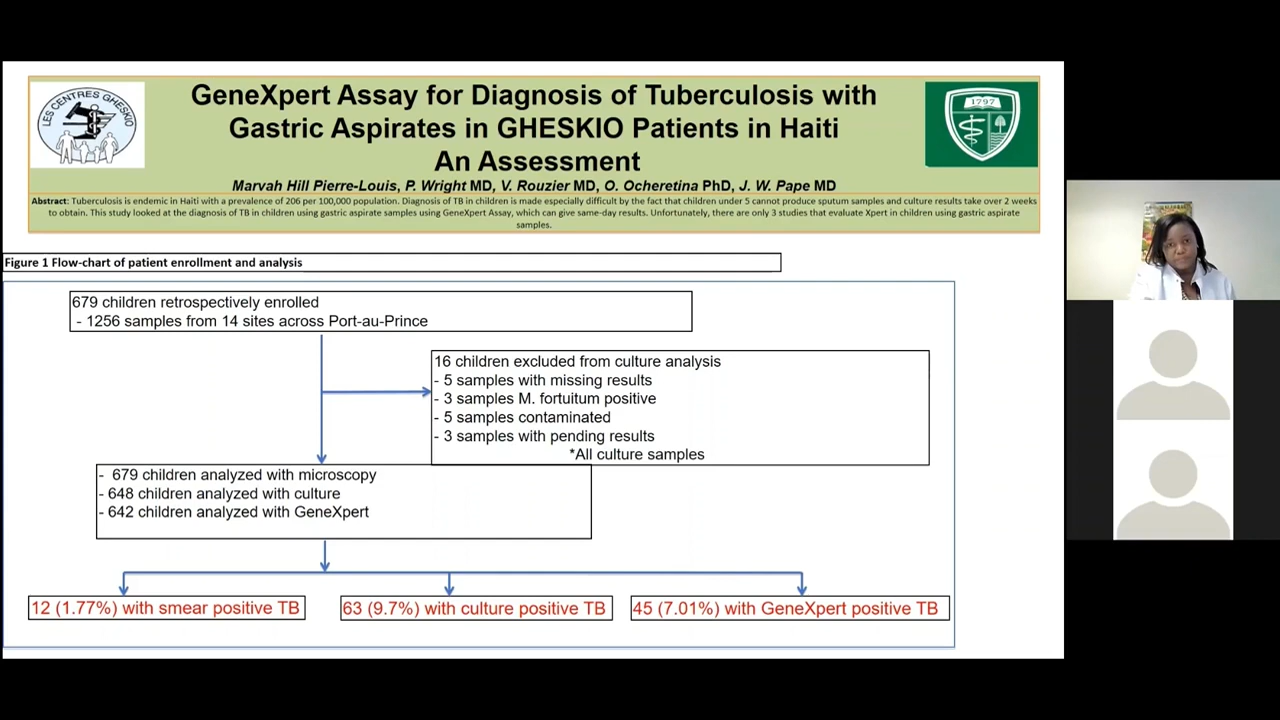 LES CENTRES GHESKIO
1797
GeneXpert Assay for Diagnosis of Tuberculosis with
Gastric Aspirates in GHESKIO Patients in Haiti
An Assessment
Marvah Hill Pierre-Louis, P. Wright MD, V. Rouzier MD, O. Ocheretina PhD, J. W. Pape MD
Abstract: Tuberculosis is endemic in Haiti with a prevalence of 206 per 100,000 population. Diagnosis of TB in children is made especially difficult by the fact that children under 5 cannot produce sputum samples and culture results take over 2 weeks
to obtain. This study looked at the diagnosis of TB in children using gastric aspirate samples using GeneXpert Assay, which can give same-day results. Unfortunately, there are only 3 studies that evaluate Xpert in children using gastric aspirate
samples.
Figure 1 Flow-chart of patient enrollment and analysis
679 children retrospectively enrolled
- 1256 samples from 14 sites across Port-au-Prince
16 children excluded from culture analysis
- 5 samples with missing results
- 3 samples M. fortuitum positive
- 5 samples contaminated
- 3 samples with pending results
*All culture samples
- 679 children analyzed with microscopy
- 648 children analyzed with culture
- 642 children analyzed with GeneXpert
12 (1.77%) with smear positive TB
63 (9.7%) with culture positive TB
45 (7.01%) with GeneXpert positive TB